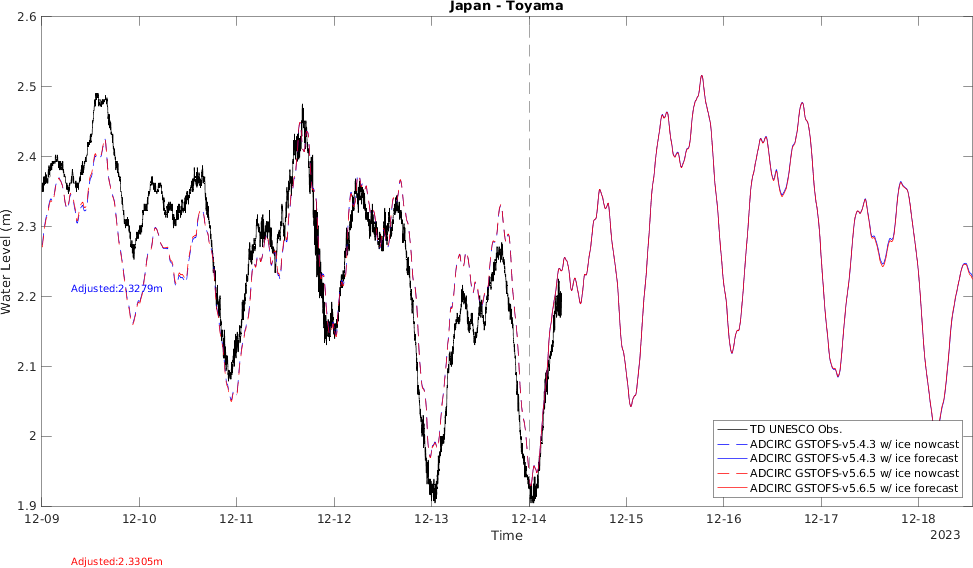 Japan - Toyama
2.6
2.5
2.4
2.3
2.2
2.1
2
1.9
Water Level (m)
Adjusted:2.3279m
TD UNESCO Obs.
ADCIRC GSTOFS-v5.4.3 w/ ice nowcast
ADCIRC GSTOFS-v5.4.3 w/ ice forecast
ADCIRC GSTOFS-v5.6.5 w/ ice nowcast
ADCIRC GSTOFS-v5.6.5 w/ ice forecast
12-09 12-10 12-11 12-12 12-13 12-14 12-15 12-16 12-17 12-18
Time
2023
Adjusted:2.3305m